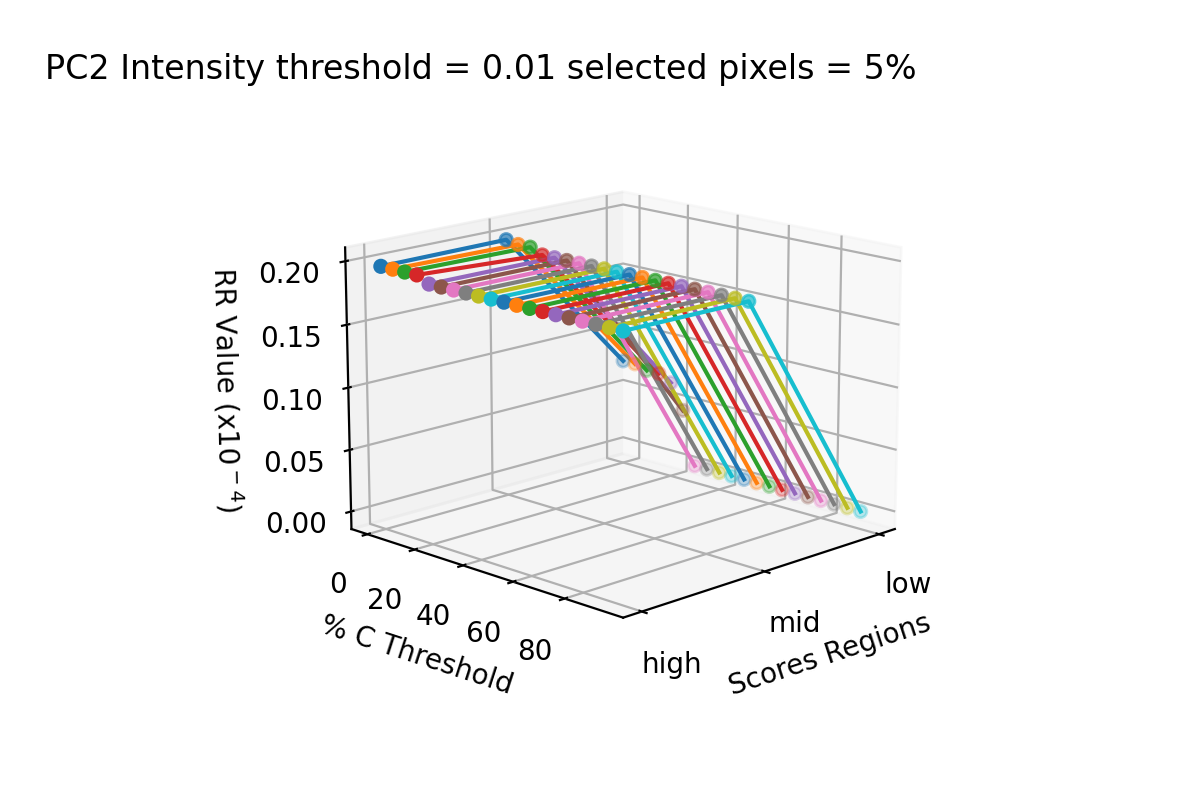 PC2 Intensity threshold = 0.01 selected pixels = 5%
RR Value (x10⁻⁴)
0.20
0.15
0.10
0.05
0.00
0
20
40
60
80
% C Threshold
high
mid
low
Scores Regions